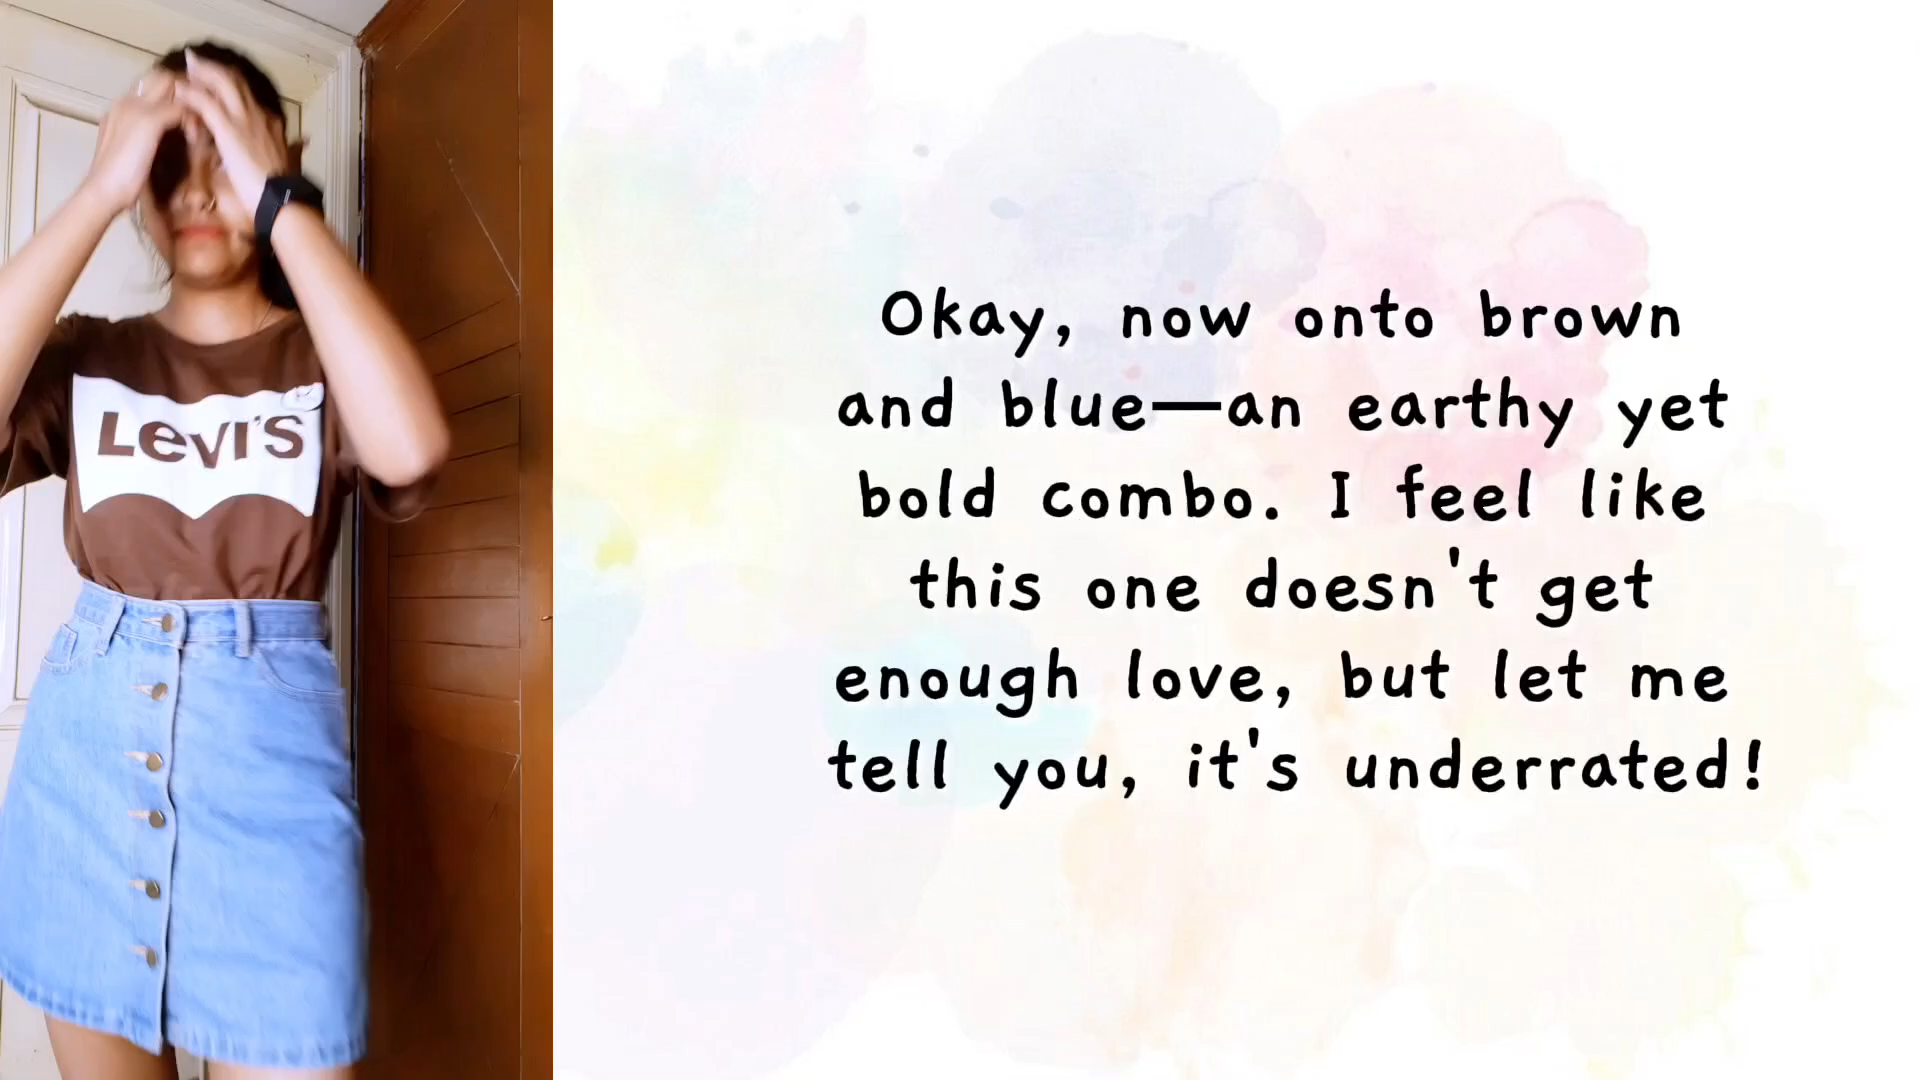 Levi's
Okay, now onto brown
and blue—an earthy yet
bold combo. I feel like
this one doesn't get
enough love, but let me
tell you, it's underrated!